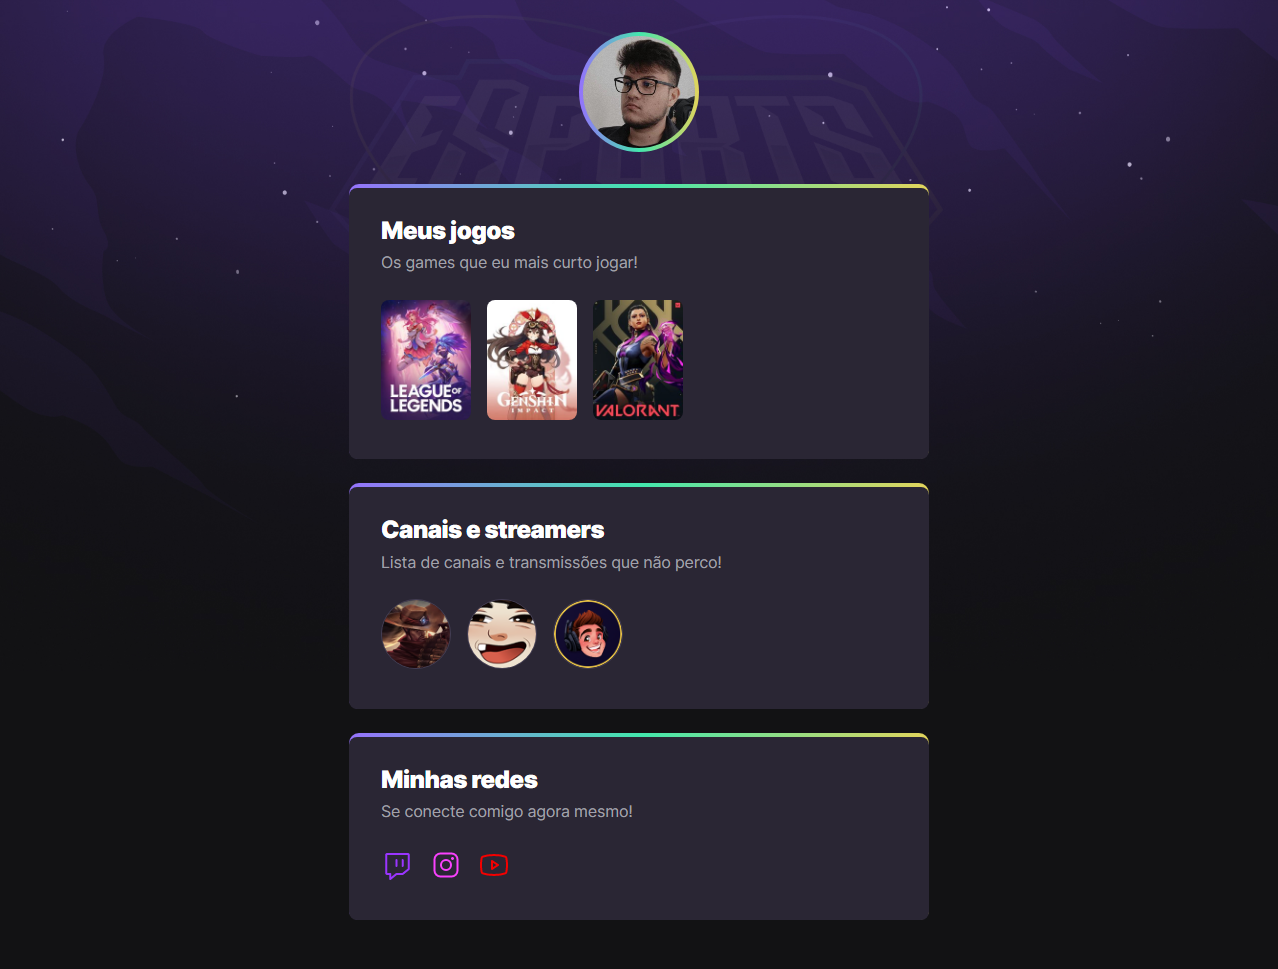 ESPORTS
Meus jogos
Os games que eu mais curto jogar!
LEAGUE OF
LEGENDS
GENSHIN
IMPACT
VALORANT
Canais e streamers
Lista de canais e transmissões que não perco!
Minhas redes
Se conecte comigo agora mesmo!